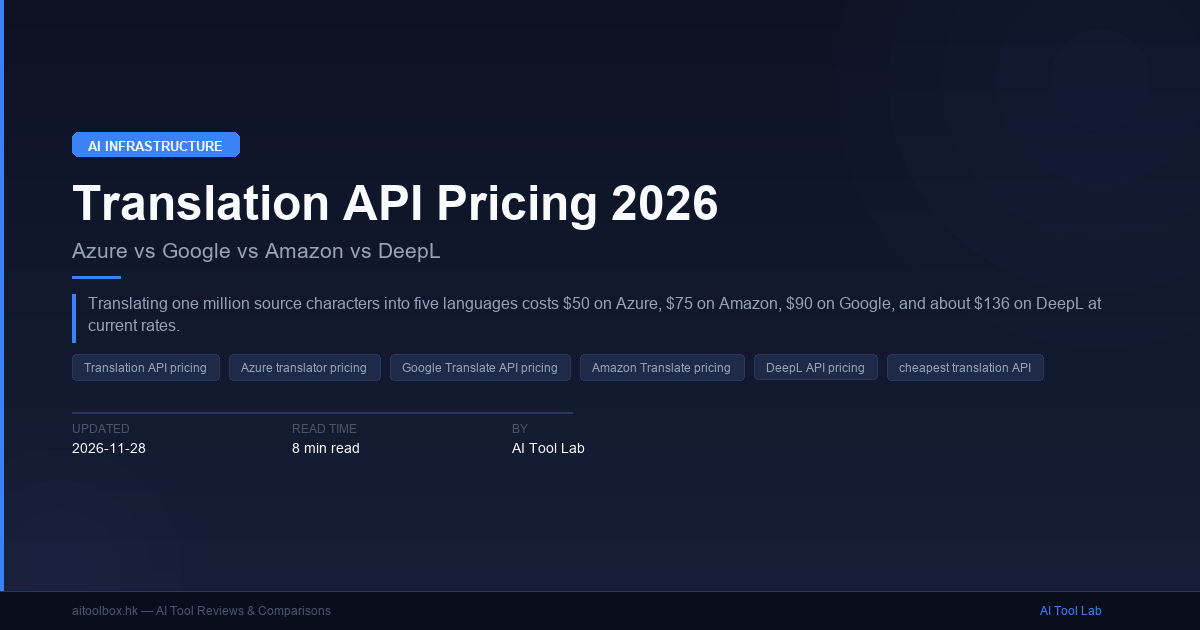 AI INFRASTRUCTURE
Translation API Pricing 2026
Azure vs Google vs Amazon vs DeepL
Translating one million source characters into five languages costs $50 on Azure, $75 on Amazon, $90 on Google, and about $136 on DeepL at
current rates.
Translation API pricing Azure translator pricing Google Translate API pricing Amazon Translate pricing DeepL API pricing cheapest translation API
UPDATED READ TIME BY
2026-11-28 8 min read AI Tool Lab
aitoolbox.hk — AI Tool Reviews & Comparisons AI Tool Lab